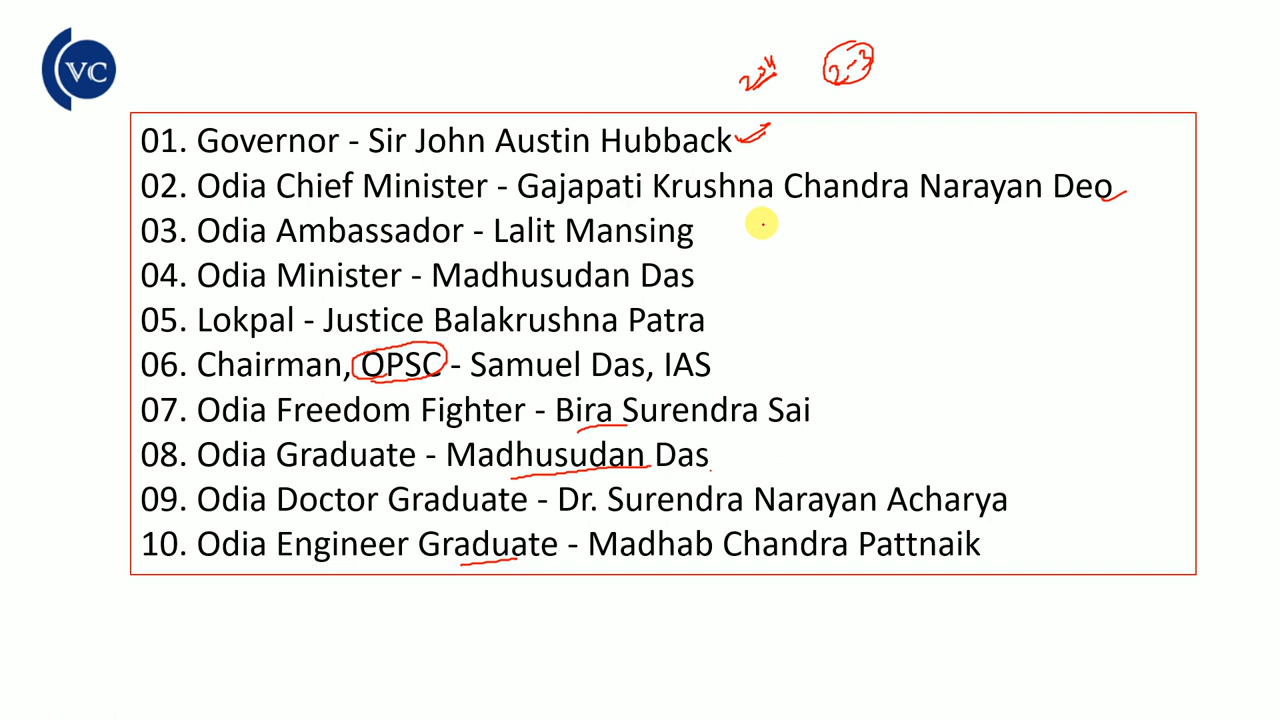 2-3
VC
01. Governor - Sir John Austin Hubback
02. Odia Chief Minister - Gajapati Krushna Chandra Narayan Deo
03. Odia Ambassador - Lalit Mansing
04. Odia Minister - Madhusudan Das
05. Lokpal - Justice Balakrushna Patra
06. Chairman, OPSC - Samuel Das, IAS
07. Odia Freedom Fighter - Bira Surendra Sai
08. Odia Graduate - Madhusudan Das
09. Odia Doctor Graduate - Dr. Surendra Narayan Acharya
10. Odia Engineer Graduate - Madhab Chandra Pattnaik